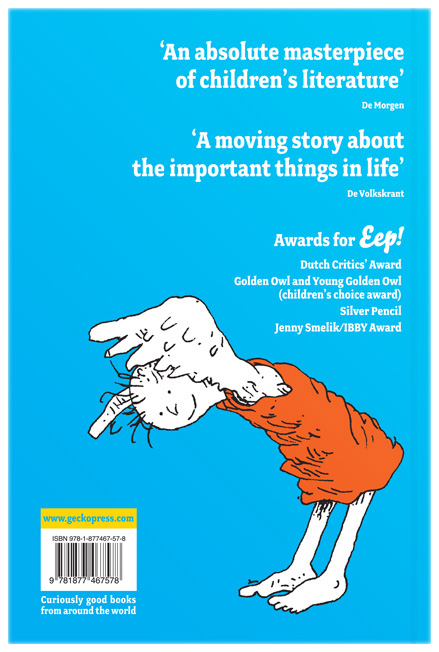 ‘An absolute masterpiece
of children’s literature’
De Morgen
‘A moving story about
the important things in life’
De Volkskrant
Awards for Eep!
Dutch Critics’ Award
Golden Owl and Young Golden Owl
(children’s choice award)
Silver Pencil
Jenny Smelik/IBBY Award
www.geckopress.com
ISBN 978-1-877467-57-8
9 781877 467578
Curiously good books
from around the world